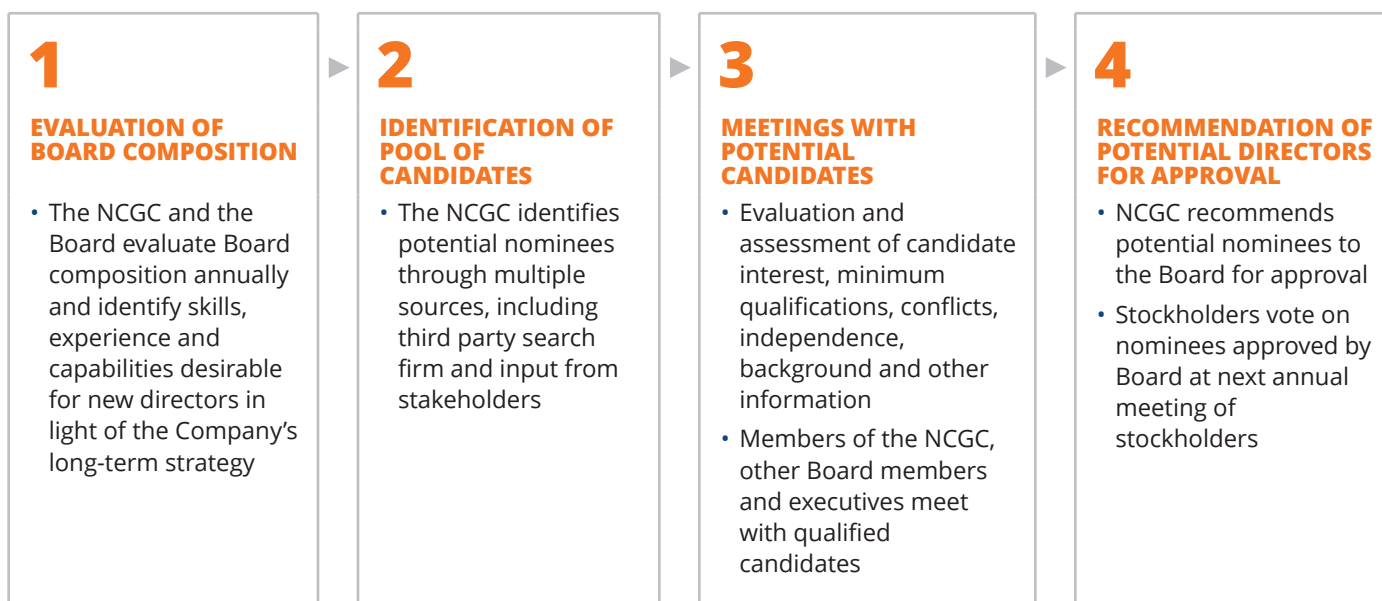 1
EVALUATION OF
BOARD COMPOSITION
• The NCGC and the
Board evaluate Board
composition annually
and identify skills,
experience and
capabilities desirable
for new directors in
light of the Company’s
long-term strategy
2
IDENTIFICATION OF
POOL OF
CANDIDATES
• The NCGC identifies
potential nominees
through multiple
sources, including
third party search
firm and input from
stakeholders
3
MEETINGS WITH
POTENTIAL
CANDIDATES
• Evaluation and
assessment of candidate
interest, minimum
qualifications, conflicts,
independence,
background and other
information
• Members of the NCGC,
other Board members
and executives meet
with qualified
candidates
4
RECOMMENDATION OF
POTENTIAL DIRECTORS
FOR APPROVAL
• NCGC recommends
potential nominees to
the Board for approval
• Stockholders vote on
nominees approved by
Board at next annual
meeting of
stockholders